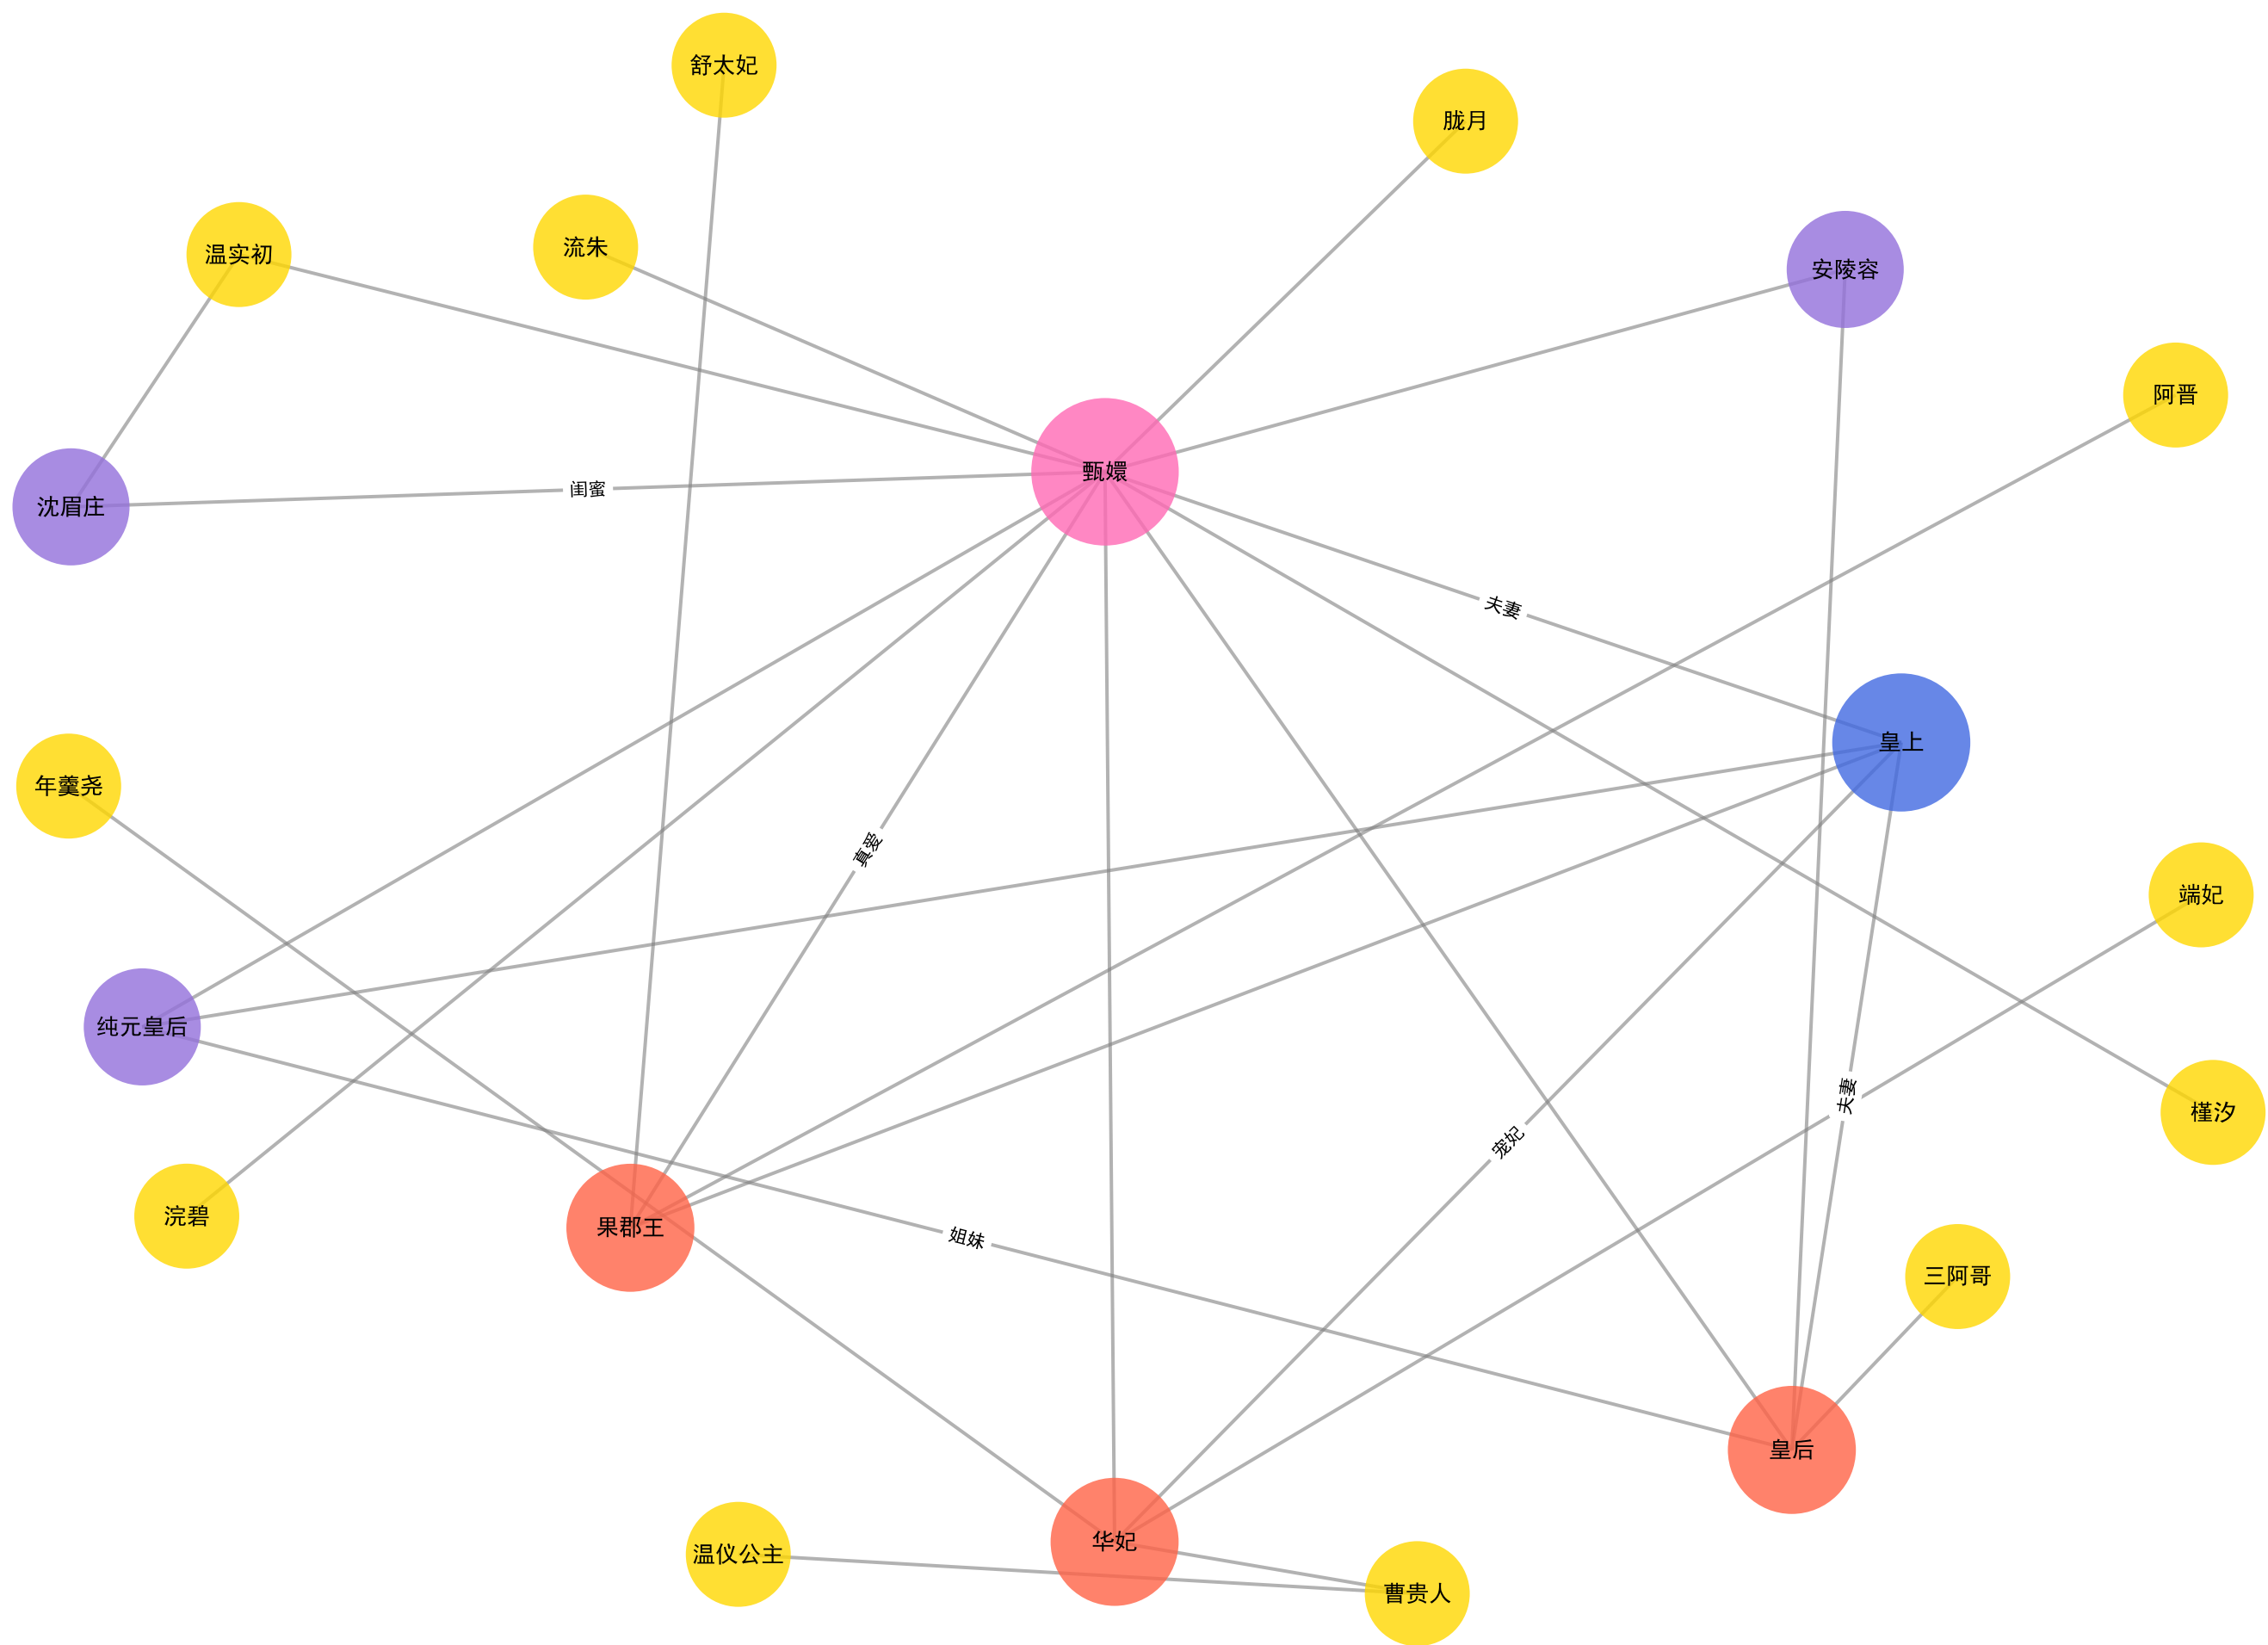 舒太妃
胧月
流朱
温实初
安陵容
阿晋
甄嬛
闺蜜
沈眉庄
夫妻
皇上
年羹尧
真爱
端妃
纯元皇后
夫妻
槿汐
宠妃
浣碧
果郡王
姐妹
三阿哥
皇后
华妃
温仪公主
曹贵人